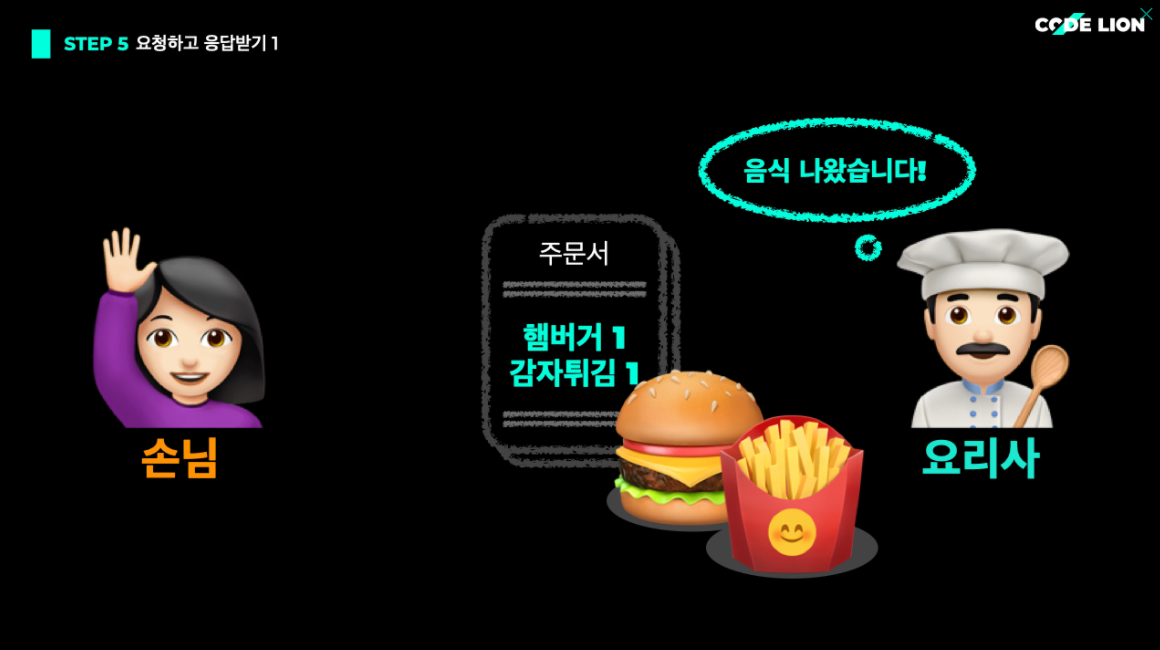 STEP 5 요청하고 응답받기 1
CODE LION
음식 나왔습니다!
주문서
햄버거 1
감자튀김 1
손님
요리사